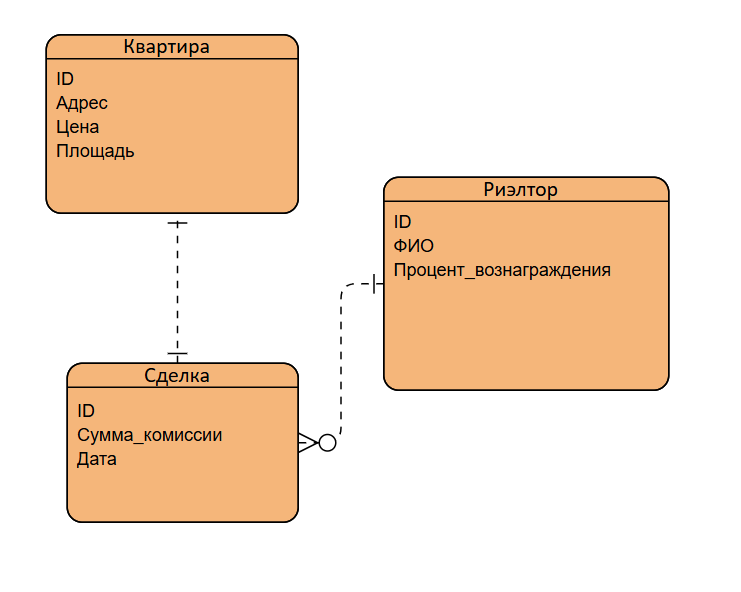 Квартира
ID
Адрес
Цена
Площадь
Риэлтор
ID
ФИО
Процент_вознаграждения
Сделка
ID
Сумма_комиссии
Дата